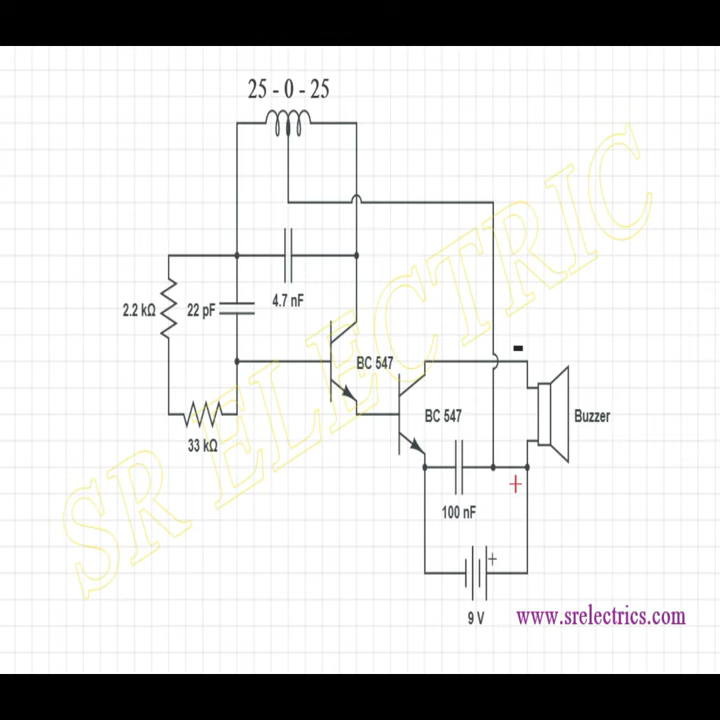 25 - 0 - 25
2.2 kΩ
22 pF
4.7 nF
BC 547
-
BC 547
Buzzer
33 kΩ
+
100 nF
+
9 V
www.srelectrics.com
SR ELECTRIC